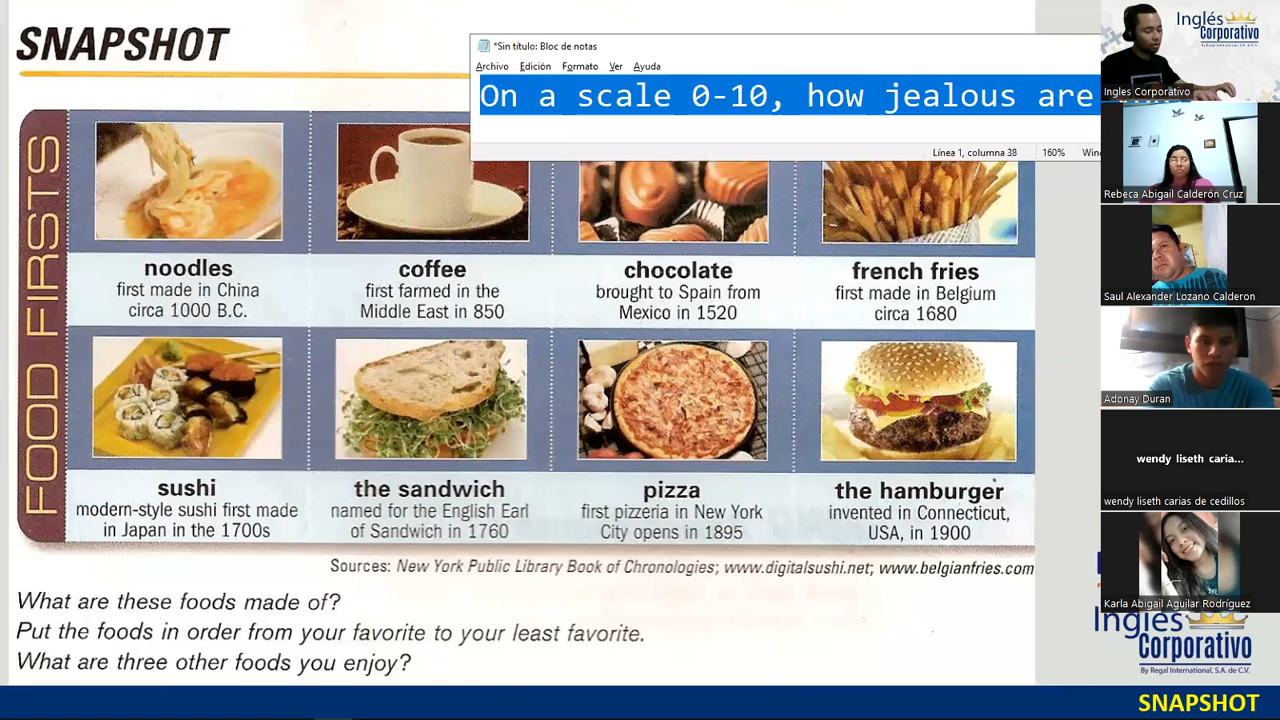 SNAPSHOT
*Sin título: Bloc de notas
Archivo Edición Formato Ver Ayuda
On a scale 0-10, how jealous are
Línea 1, columna 38 160%
FOOD FIRSTS
noodles
first made in China
circa 1000 B.C.
coffee
first farmed in the
Middle East in 850
chocolate
brought to Spain from
Mexico in 1520
french fries
first made in Belgium
circa 1680
sushi
modern-style sushi first made
in Japan in the 1700s
the sandwich
named for the English Earl
of Sandwich in 1760
pizza
first pizzeria in New York
City opens in 1895
the hamburger
invented in Connecticut,
USA, in 1900
Sources: New York Public Library Book of Chronologies; www.digitalsushi.net; www.belgianfries.com
What are these foods made of?
Put the foods in order from your favorite to your least favorite.
What are three other foods you enjoy?
Inglés
Corporativo
By Regal International, S.A. de C.V.
Ingles Corporativo
Rebeca Abigail Calderón Cruz
Saul Alexander Lozano Calderon
Adonay Duran
wendy liseth caria...
wendy liseth carias de cedillos
Karla Abigail Aguilar Rodríguez
Inglés
Corporativo
By Regal International, S.A. de C.V.
SNAPSHOT